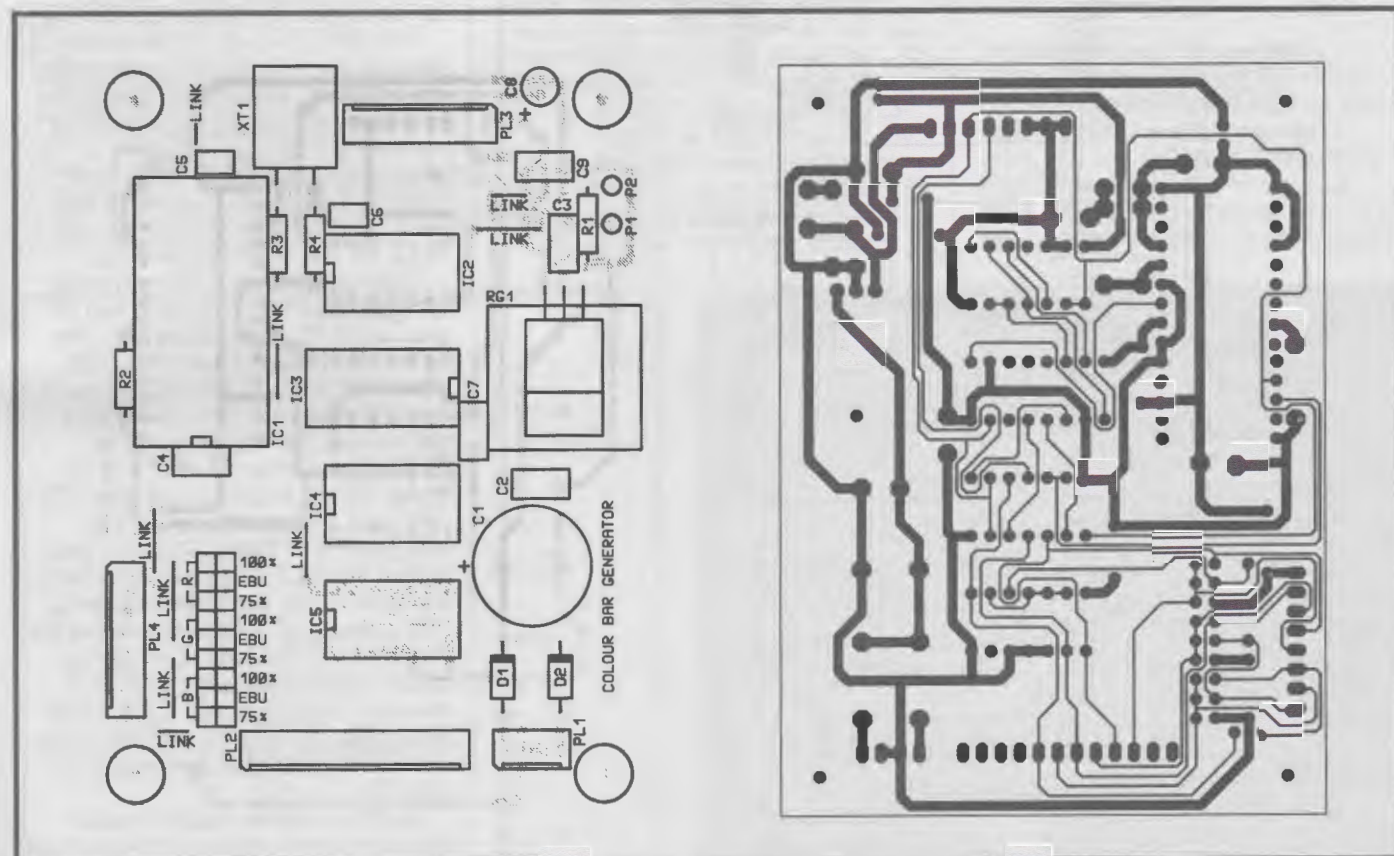 C8
LINK
XT1
PL3
+
C5
C9
P2
LINK
C3
R1
P1
LINK
C6
R3
R4
IC2
RG1
LINK
R2
IC3
C7
IC1
C4
C2
IC4
C1
LINK
LINK
+
COLOUR BAR GENERATOR
100%
EBU
75%
R
LINK
PL4
IC5
100%
EBU
75%
G
100%
EBU
75%
B
LINK
D1
D2
LINK
PL2
PL1